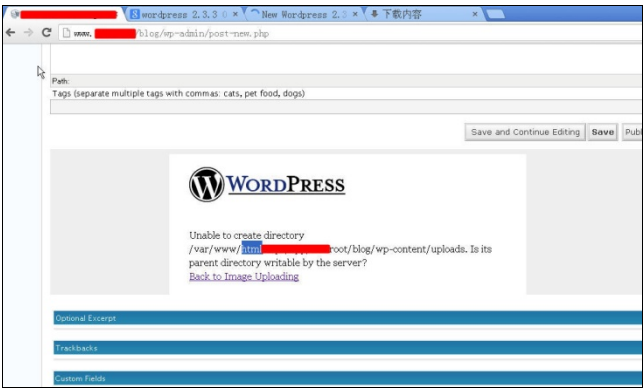 wordpress 2.3.3 New Wordpress 2. 下载内容
www. /blog/wp-admin/post-new.php
Path:
Tags (separate multiple tags with commas: cats, pet food, dogs)
Save and Continue Editing Save Publ
WORDPRESS
Unable to create directory
/var/www/html root/blog/wp-content/uploads. Is its
parent directory writable by the server?
Back to Image Uploading
Optional Excerpt
Trackbacks
Custom Fields